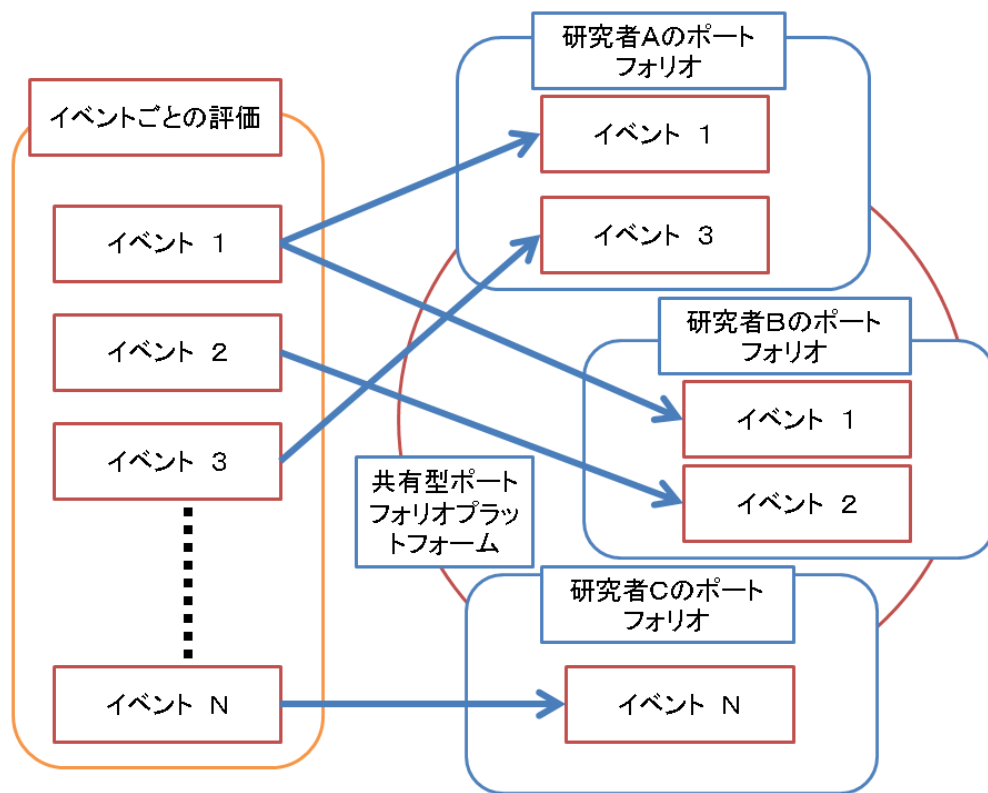 イベントごとの評価
イベント １
イベント ２
イベント ３
イベント Ｎ
研究者Ａのポート
フォリオ
イベント １
イベント ３
研究者Ｂのポート
フォリオ
イベント １
イベント ２
共有型ポート
フォリオプラッ
トフォーム
研究者Ｃのポート
フォリオ
イベント Ｎ